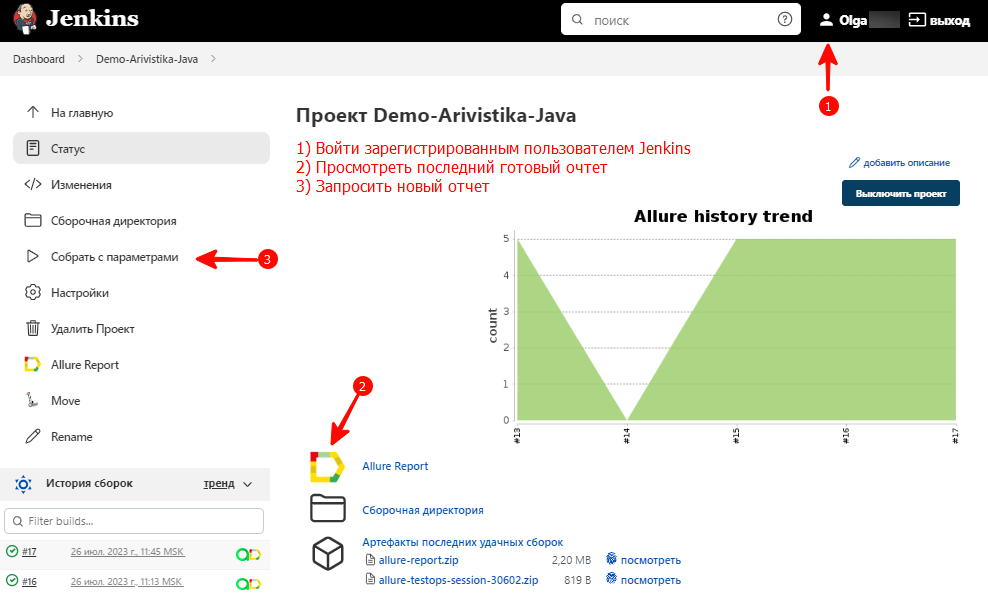 Jenkins
поиск
Olga
выход
Dashboard
Demo-Arivistika-Java
На главную
Статус
Изменения
Сборочная директория
Собрать с параметрами
3
Настройки
Удалить Проект
Allure Report
Move
Rename
История сборок
тренд
Filter builds...
#17
26 июл. 2023 г., 11:45 MSK
#16
26 июл. 2023 г., 11:13 MSK
1
Проект Demo-Arivistika-Java
1) Войти зарегистрированным пользователем Jenkins
2) Просмотреть последний готовый очтет
3) Запросить новый отчет
добавить описание
Выключить проект
Allure history trend
count
5
4
3
2
1
0
#13
#14
#15
#16
#17
2
Allure Report
Сборочная директория
Артефакты последних удачных сборок
allure-report.zip 2,20 MB посмотреть
allure-testops-session-30602.zip 819 B посмотреть